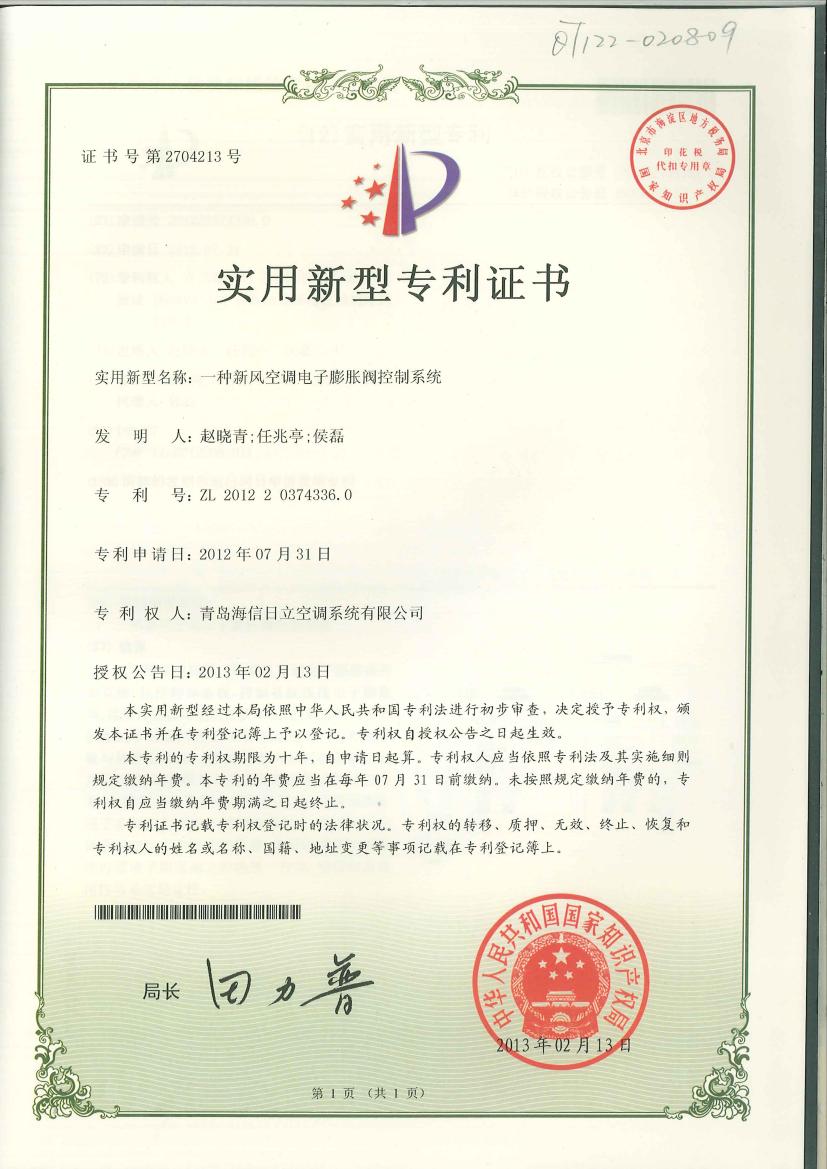 122-020809
证书号第2704213号
北京市海淀区地方税务局
印花税
代扣专用章
国家知识产权局
实用新型专利证书
实用新型名称：一种新风空调电子膨胀阀控制系统
发明人：赵晓青;任兆亭;侯磊
专利号：ZL 2012 2 0374336.0
专利申请日：2012年07月31日
专利权人：青岛海信日立空调系统有限公司
授权公告日：2013年02月13日
本实用新型经过本局依照中华人民共和国专利法进行初步审查，决定授予专利权，颁
发本证书并在专利登记簿上予以登记。专利权自授权公告之日起生效。
本专利的专利权期限为十年，自申请日起算。专利权人应当依照专利法及其实施细则
规定缴纳年费。本专利的年费应当在每年07月31日前缴纳。未按照规定缴纳年费的，专
利权自应当缴纳年费期满之日起终止。
专利证书记载专利权登记时的法律状况。专利权的转移、质押、无效、终止、恢复和
专利权人的姓名或名称、国籍、地址变更等事项记载在专利登记簿上。
局长 田力普
中华人民共和国国家知识产权局
2013年02月13日
第1页（共1页）